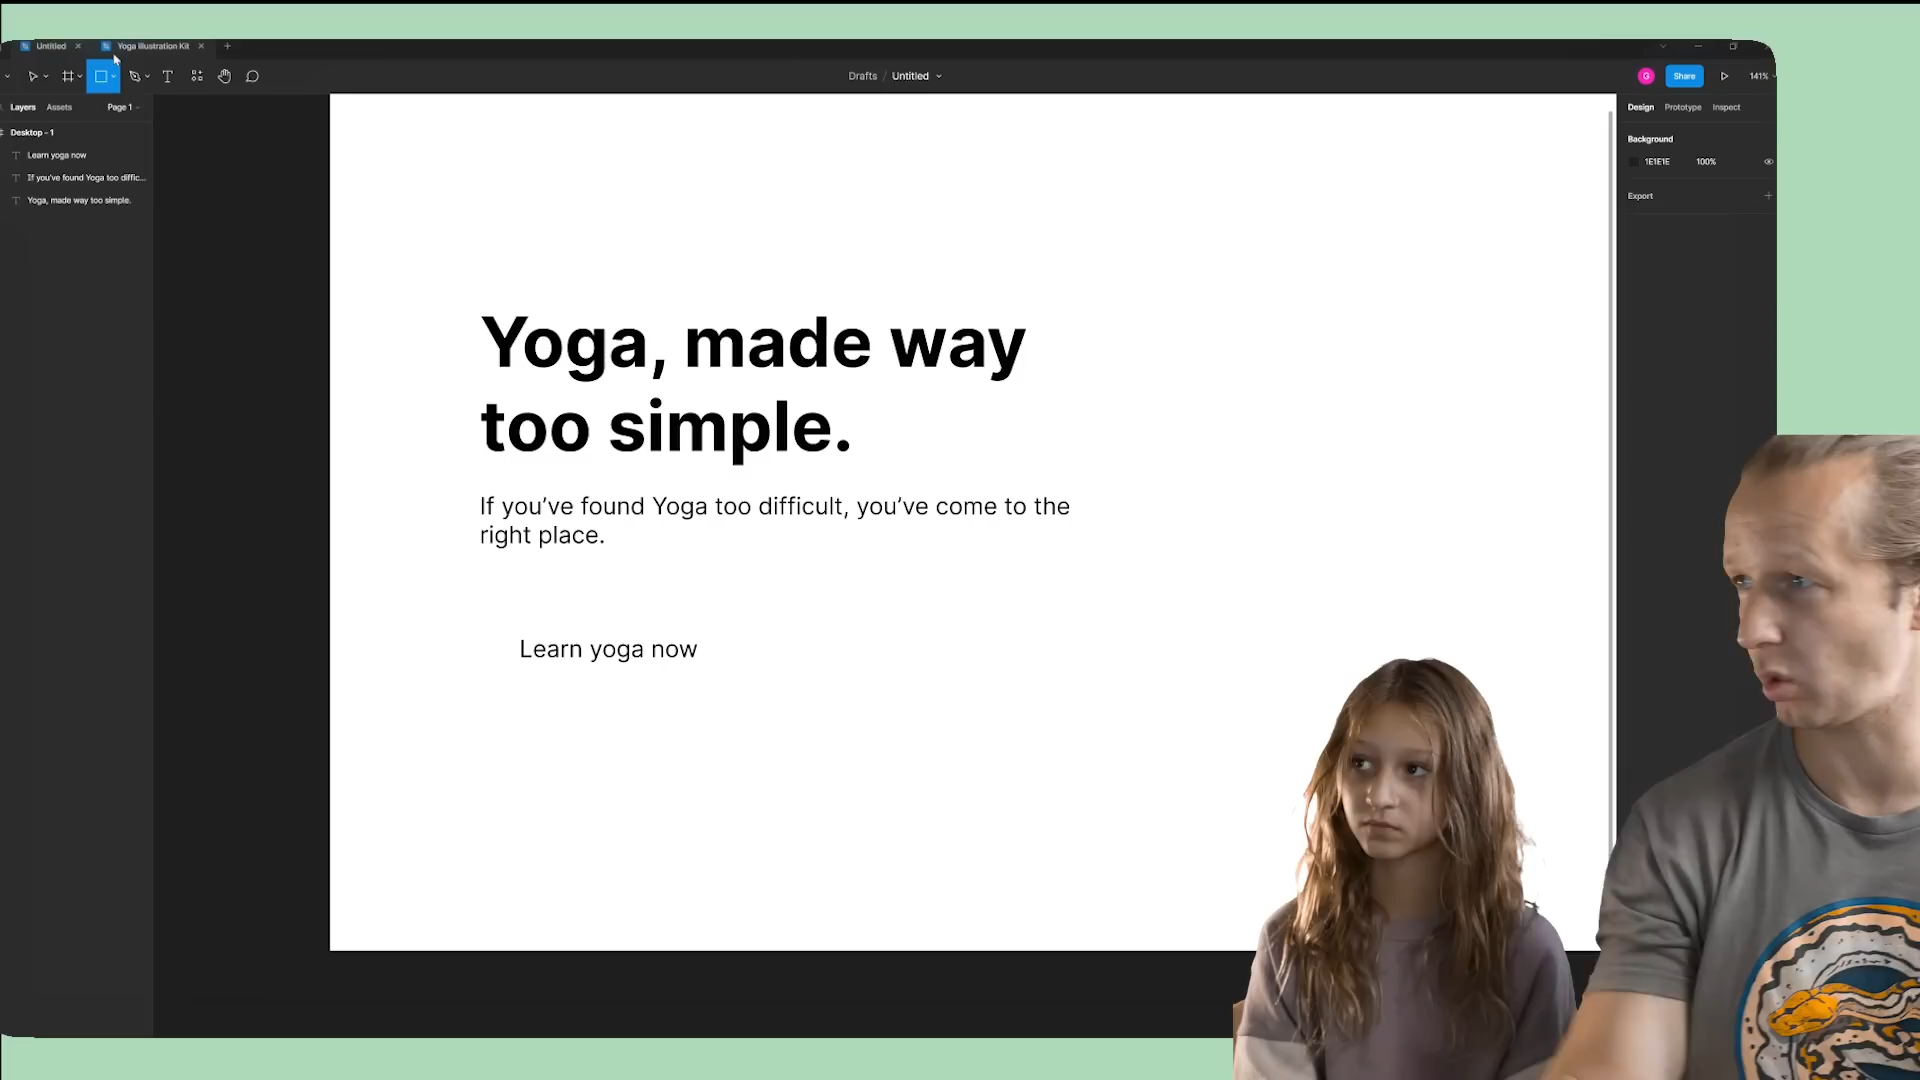 Untitled
Yoga Illustration Kit
Drafts / Untitled
G
Share
141%
Layers Assets Page 1
Design Prototype Inspect
Desktop - 1
Learn yoga now
If you've found Yoga too diffic...
Yoga, made way too simple.
Background
1E1E1E 100%
Export
Yoga, made way
too simple.
If you've found Yoga too difficult, you've come to the
right place.
Learn yoga now